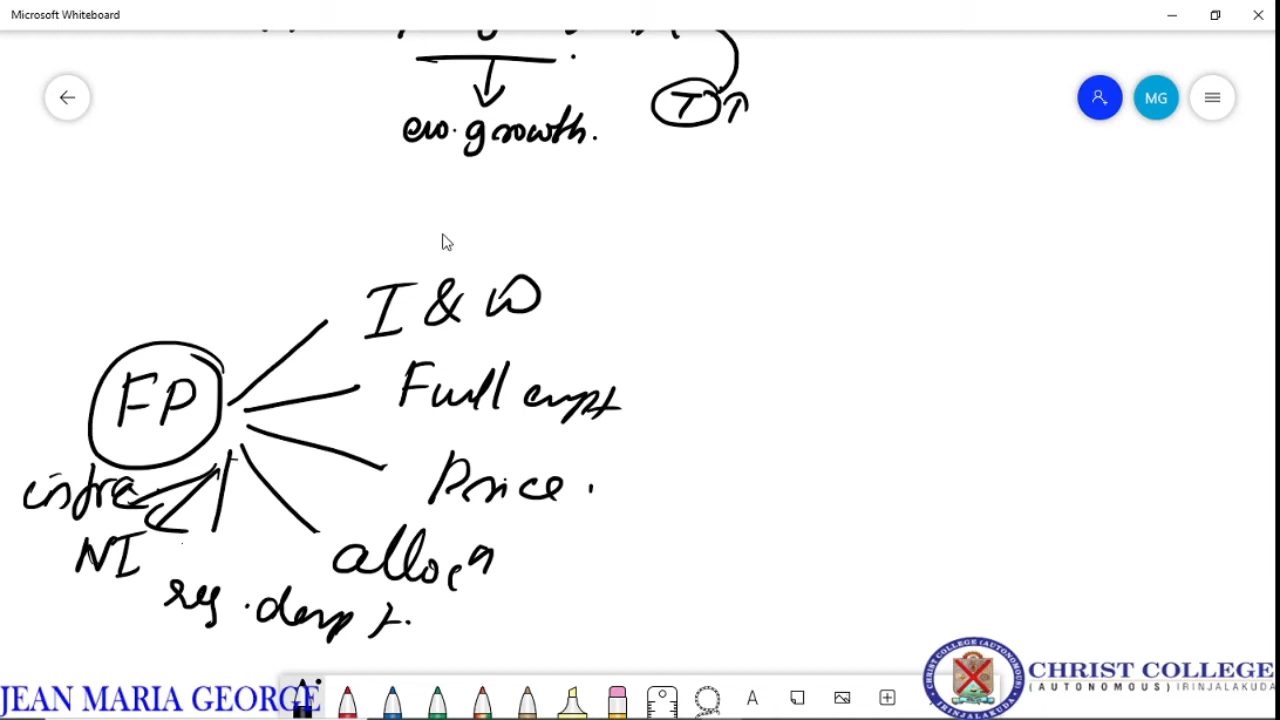 Microsoft Whiteboard
MG
T
eco. growth.
I & W
Full empt
FP
Price.
infra
NI
alloc n
reg. devpt.
A
JEAN MARIA GEORGE
CHRIST COLLEGE
(AUTONOMOUS) IRINJALAKUDA